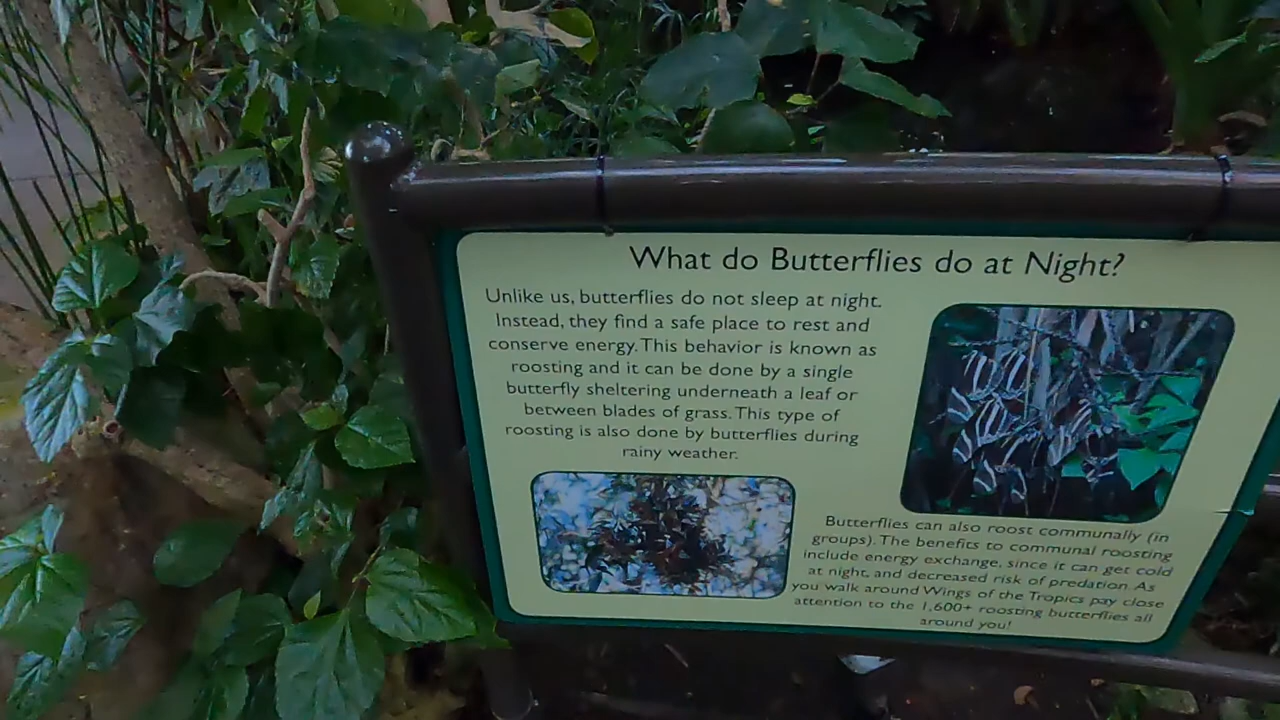 What do Butterflies do at Night?
Unlike us, butterflies do not sleep at night.
Instead, they find a safe place to rest and
conserve energy. This behavior is known as
roosting and it can be done by a single
butterfly sheltering underneath a leaf or
between blades of grass. This type of
roosting is also done by butterflies during
rainy weather.
Butterflies can also roost communally (in
groups). The benefits to communal roosting
include energy exchange, since it can get cold
at night, and decreased risk of predation. As
you walk around Wings of the Tropics pay close
attention to the 1,600+ roosting butterflies all
around you!